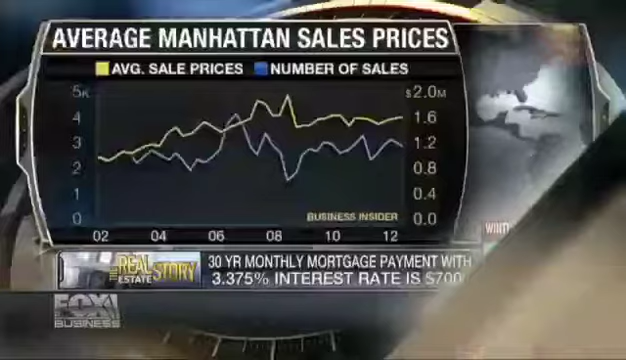 AVERAGE MANHATTAN SALES PRICES
AVG. SALE PRICES NUMBER OF SALES
5K $2.0M
4 1.6
3 1.2
2 0.8
1 0.4
0 0.0
BUSINESS INSIDER
02 04 06 08 10 12
THE REAL ESTATE STORY
30 YR MONTHLY MORTGAGE PAYMENT WITH
3.375% INTEREST RATE IS $700
FOX
BUSINESS